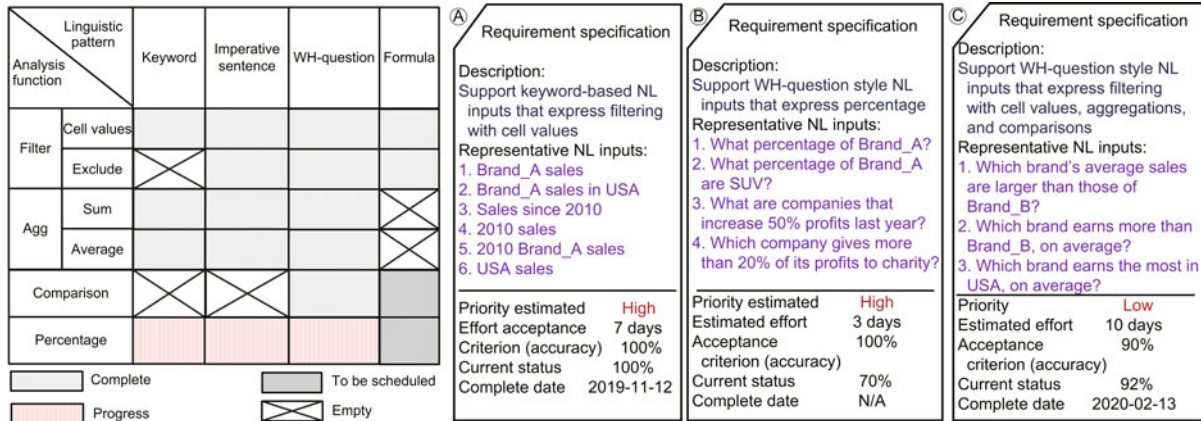 Linguistic
pattern
Analysis
function
Keyword
Imperative
sentence
WH-question
Formula
Filter
Cell values
Exclude
Agg
Sum
Average
Comparison
Percentage
Complete
To be scheduled
Progress
Empty
A
Requirement specification
Description:
Support keyword-based NL
inputs that express filtering
with cell values
Representative NL inputs:
1. Brand_A sales
2. Brand_A sales in USA
3. Sales since 2010
4. 2010 sales
5. 2010 Brand_A sales
6. USA sales
Priority estimated High
Effort acceptance 7 days
Criterion (accuracy) 100%
Current status 100%
Complete date 2019-11-12
B
Requirement specification
Description:
Support WH-question style NL
inputs that express percentage
Representative NL inputs:
1. What percentage of Brand_A?
2. What percentage of Brand_A
are SUV?
3. What are companies that
increase 50% profits last year?
4. Which company gives more
than 20% of its profits to charity?
Priority estimated High
Estimated effort 3 days
Acceptance 100%
criterion (accuracy)
Current status 70%
Complete date N/A
C
Requirement specification
Description:
Support WH-question style NL
inputs that express filtering
with cell values, aggregations,
and comparisons
Representative NL inputs:
1. Which brand's average sales
are larger than those of
Brand_B?
2. Which brand earns more than
Brand_B, on average?
3. Which brand earns the most in
USA, on average?
Priority Low
Estimated effort 10 days
Acceptance 90%
criterion (accuracy)
Current status 92%
Complete date 2020-02-13